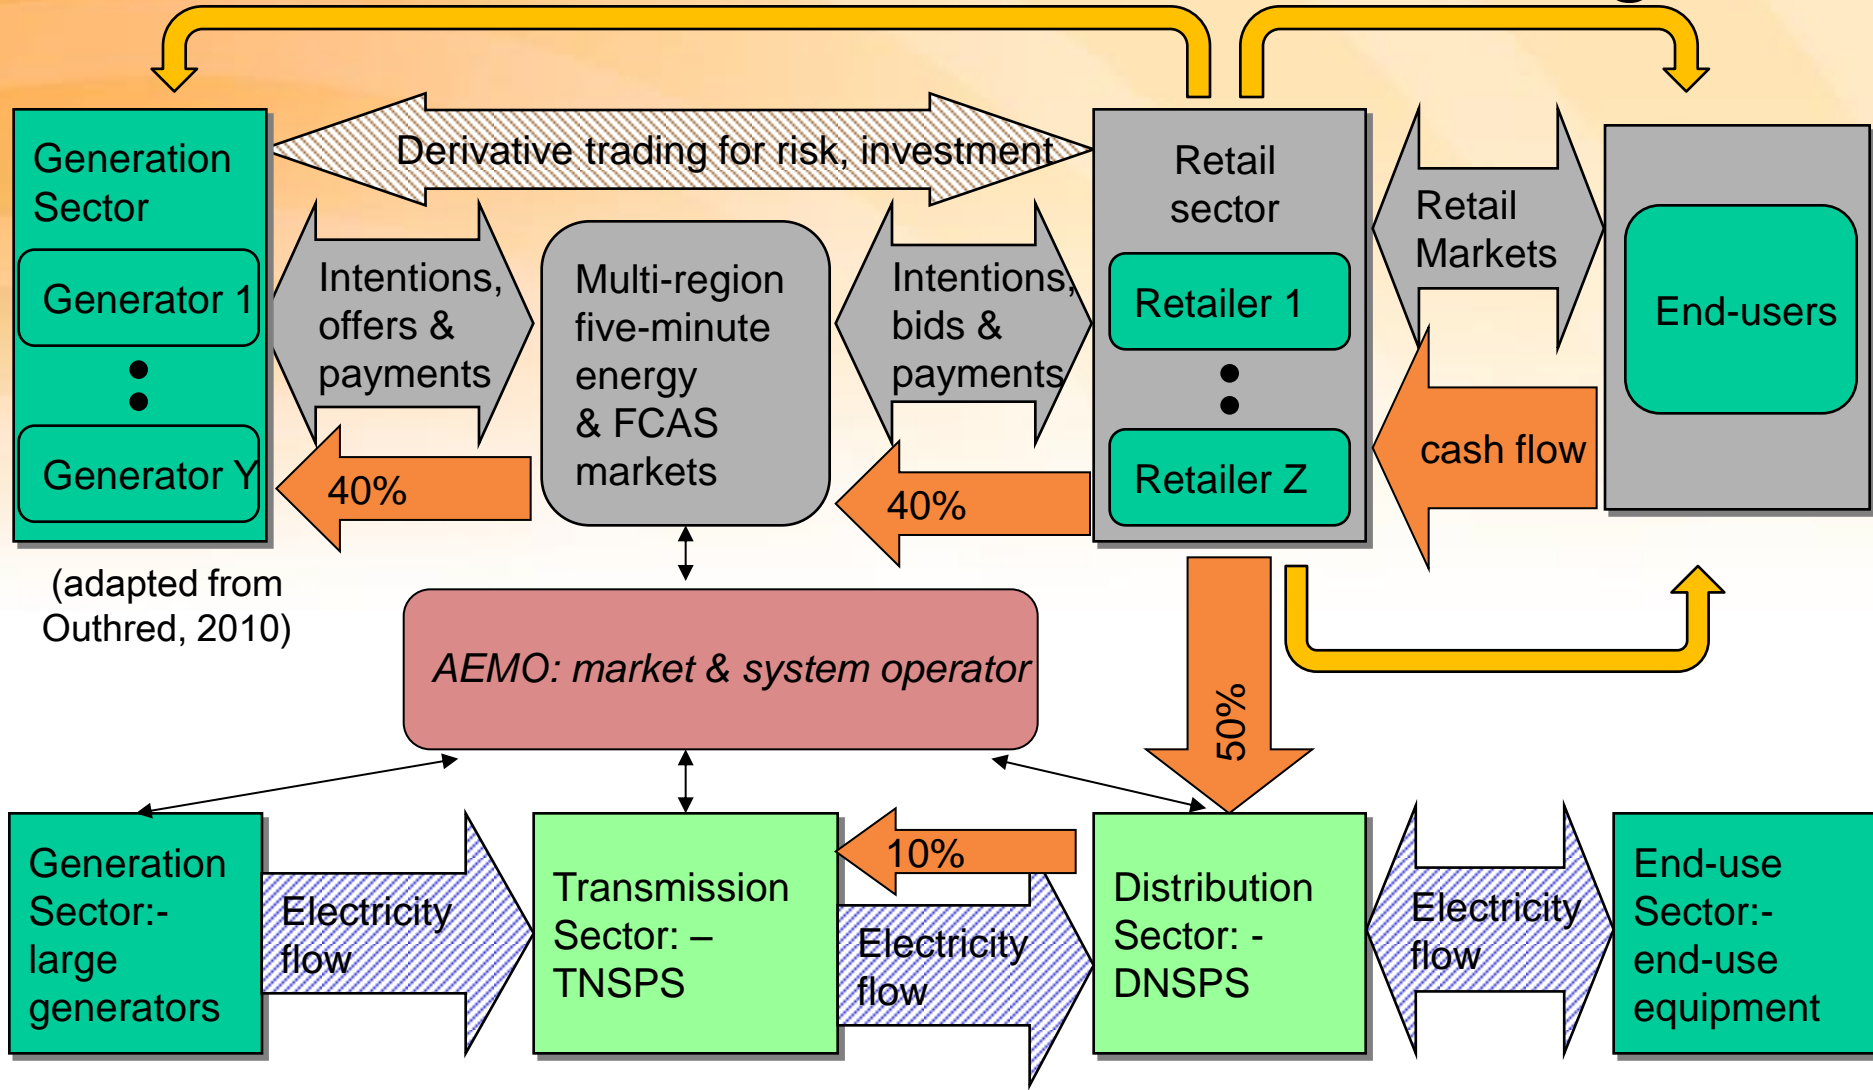 Generation
Sector
Generator 1
Generator Y
(adapted from
Outhred, 2010)
Derivative trading for risk, investment
Intentions,
offers &
payments
40%
Multi-region
five-minute
energy
& FCAS
markets
Intentions,
bids &
payments
40%
Retail
sector
Retailer 1
Retailer Z
Retail
Markets
cash flow
End-users
AEMO: market & system operator
50%
Generation
Sector:-
large
generators
Electricity
flow
Transmission
Sector: –
TNSPS
10%
Electricity
flow
Distribution
Sector: -
DNSPS
Electricity
flow
End-use
Sector:-
end-use
equipment